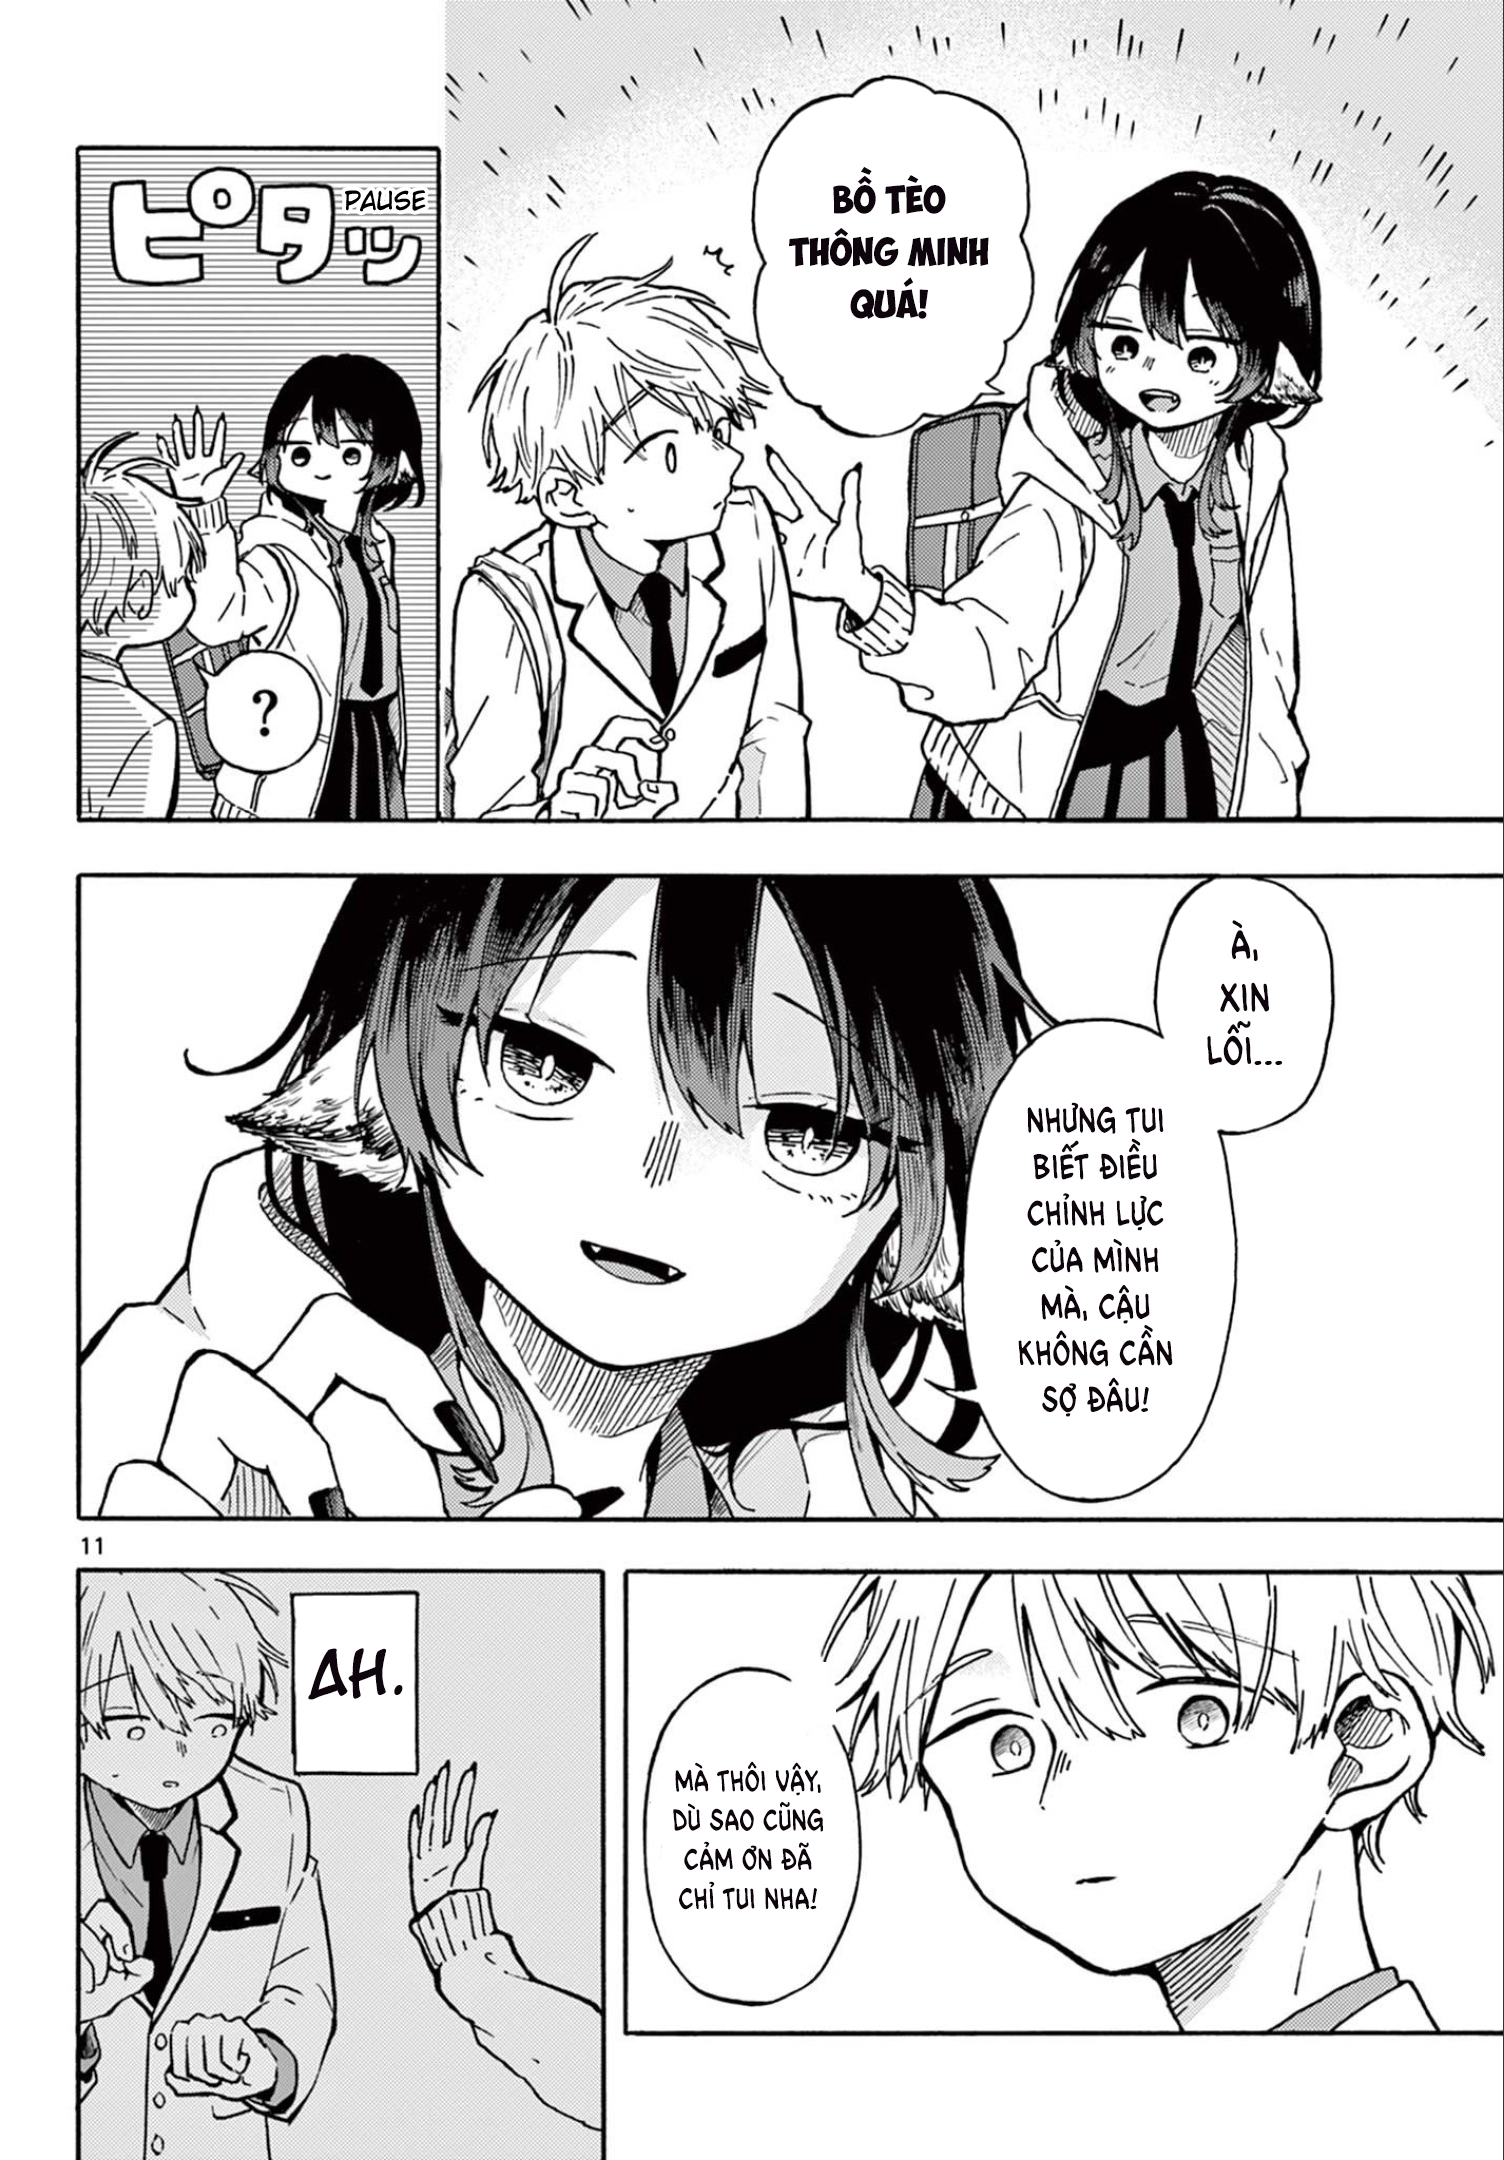 BỒ TÈO
THÔNG MINH
QUÁ!
ピタッ
PAUSE
?
À,
XIN
LỖI...
NHƯNG TUI
BIẾT ĐIỀU
CHỈNH LỰC
CỦA MÌNH
MÀ, CẬU
KHÔNG CẦN
SỢ ĐÂU!
11
MÀ THÔI VẬY,
DÙ SAO CŨNG
CẢM ƠN ĐÃ
CHỈ TUI NHA!
AH.